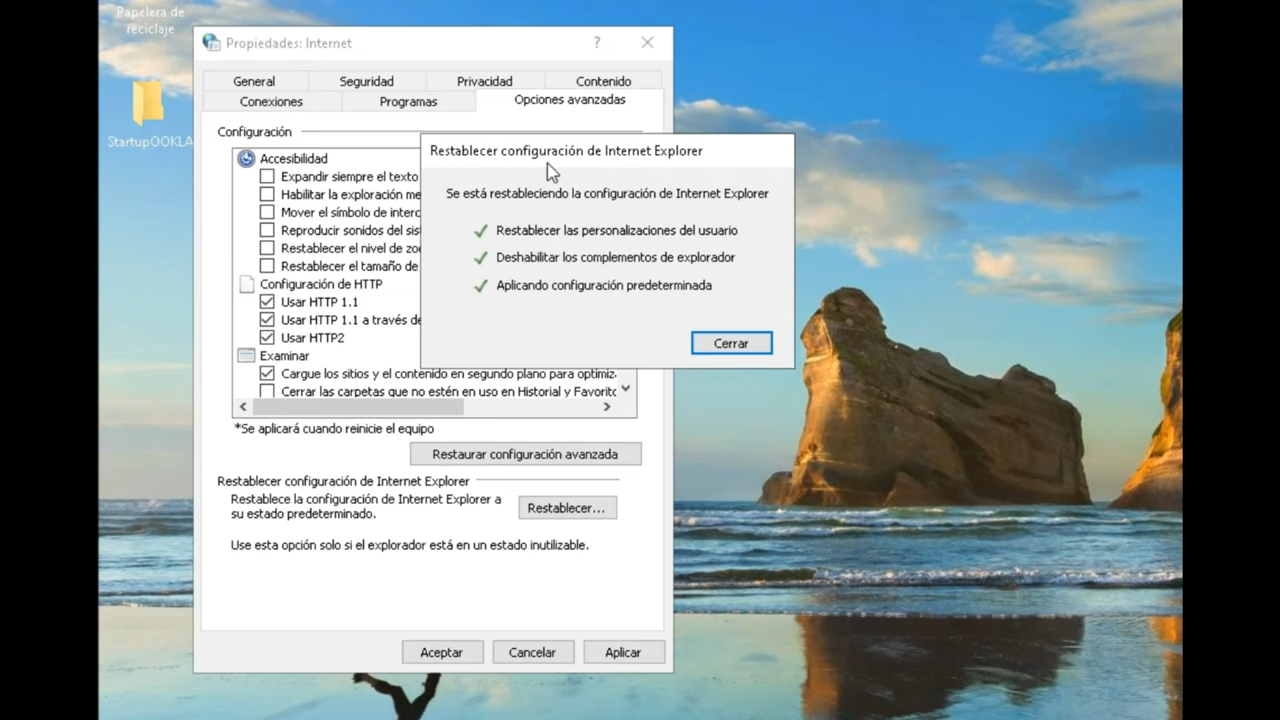 Papelera de
reciclaje
StartupOOKLA
Propiedades: Internet
?
General
Seguridad
Privacidad
Contenido
Conexiones
Programas
Opciones avanzadas
Configuración
Accesibilidad
Expandir siempre el texto
Habilitar la exploración me
Mover el símbolo de interc
Reproducir sonidos del sis
Restablecer el nivel de zo
Restablecer el tamaño de
Configuración de HTTP
Usar HTTP 1.1
Usar HTTP 1.1 a través de
Usar HTTP2
Examinar
Cargue los sitios y el contenido en segundo plano para optimiz
Cerrar las carpetas que no estén en uso en Historial y Favorito
*Se aplicará cuando reinicie el equipo
Restaurar configuración avanzada
Restablecer configuración de Internet Explorer
Restablece la configuración de Internet Explorer a
su estado predeterminado.
Restablecer...
Use esta opción solo si el explorador está en un estado inutilizable.
Aceptar
Cancelar
Aplicar
Restablecer configuración de Internet Explorer
Se está restableciendo la configuración de Internet Explorer
Restablecer las personalizaciones del usuario
Deshabilitar los complementos de explorador
Aplicando configuración predeterminada
Cerrar